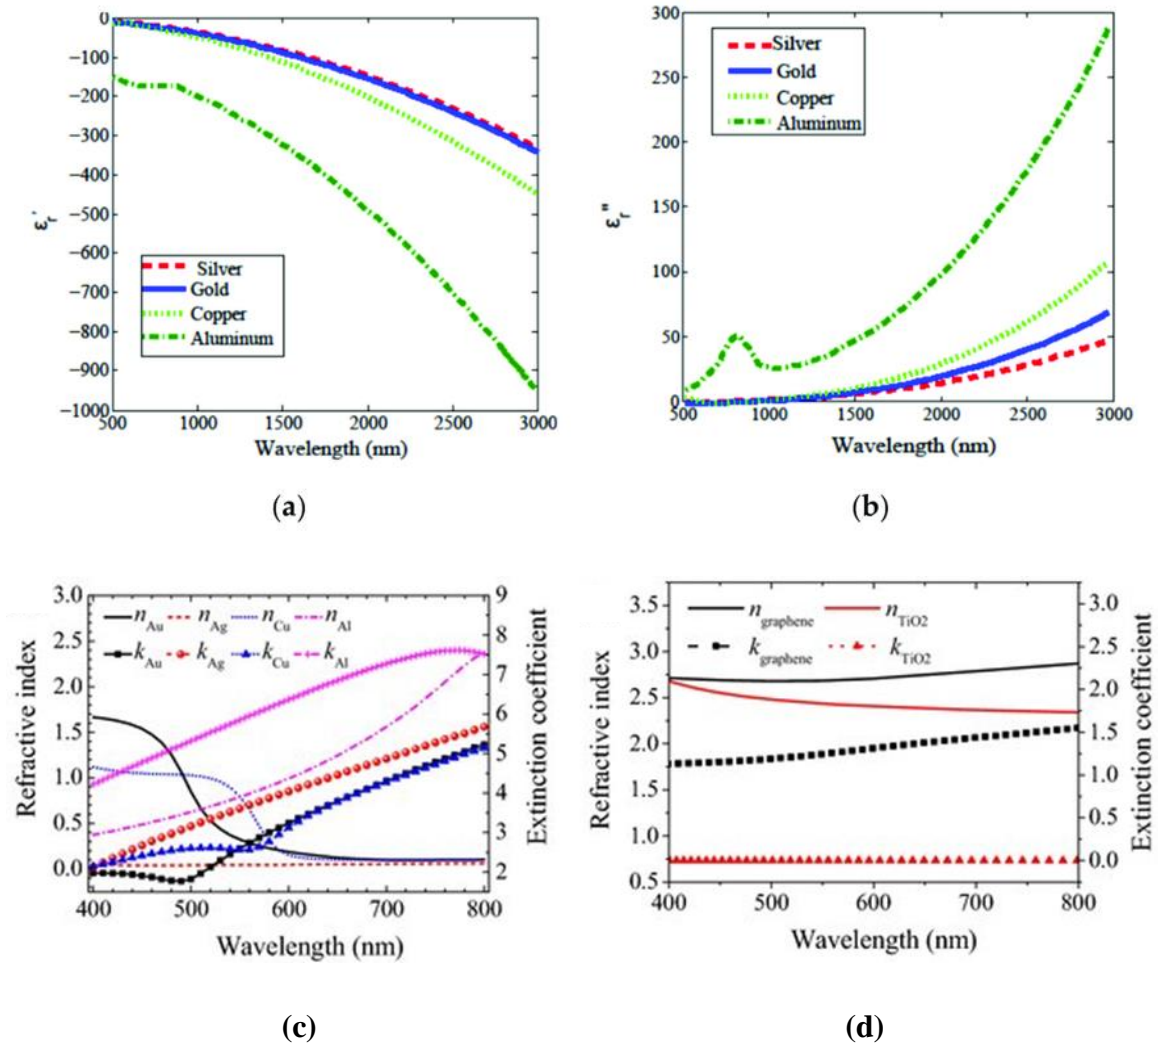 0
−100
−200
−300
−400
−500
−600
−700
−800
−900
−1000
εr'
Silver
Gold
Copper
Aluminum
500 1000 1500 2000 2500 3000
Wavelength (nm)
(a)
300
250
200
150
100
50
0
εr''
Silver
Gold
Copper
Aluminum
500 1000 1500 2000 2500 3000
Wavelength (nm)
(b)
3.0
2.5
2.0
1.5
1.0
0.5
0.0
Refractive index
nAu nAg nCu nAl
kAu kAg kCu kAl
9
8
7
6
5
4
3
2
Extinction coefficient
400 500 600 700 800
Wavelength (nm)
(c)
3.5
3.0
2.5
2.0
1.5
1.0
0.5
Refractive index
ngraphene nTiO2
kgraphene kTiO2
3.0
2.5
2.0
1.5
1.0
0.5
0.0
Extinction coefficient
400 500 600 700 800
Wavelength (nm)
(d)